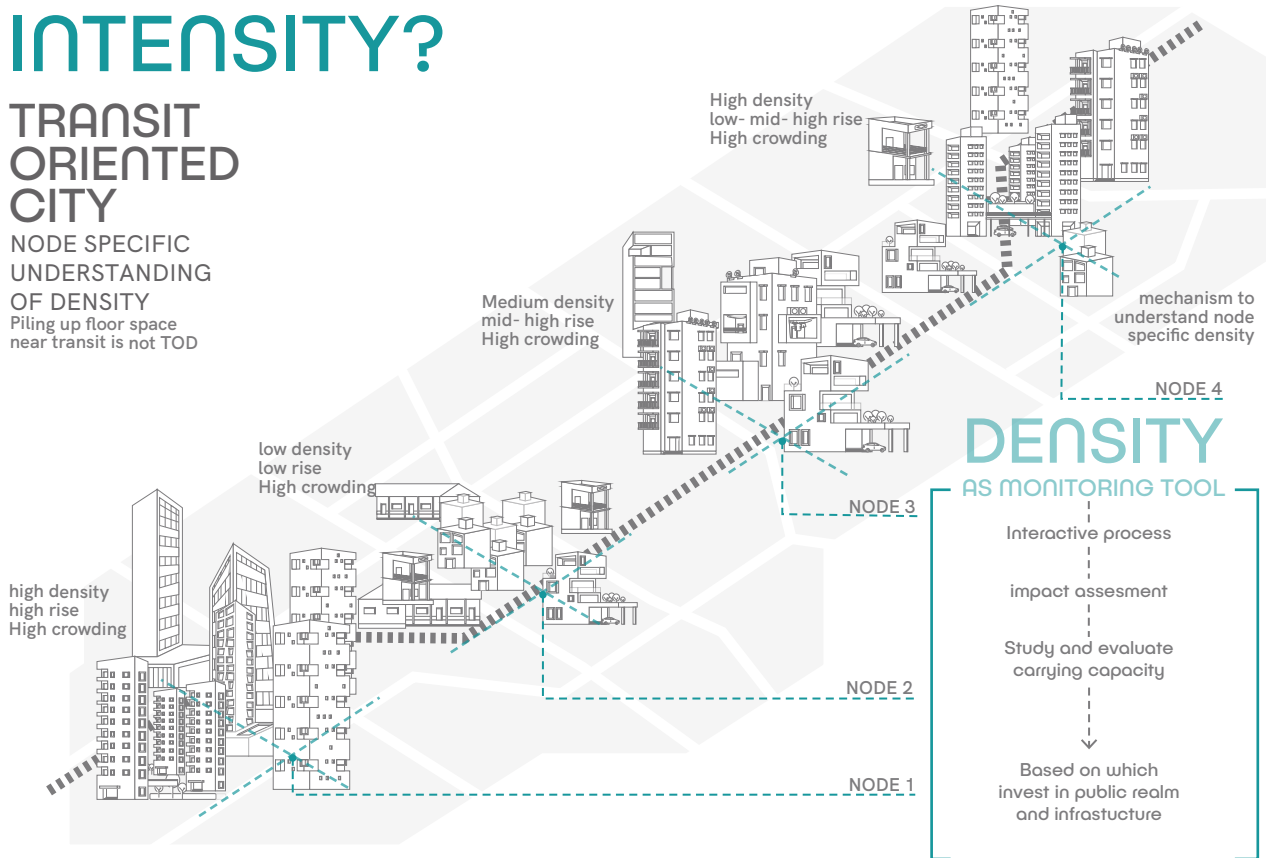 INTENSITY?
TRANSIT
ORIENTED
CITY
NODE SPECIFIC
UNDERSTANDING
OF DENSITY
Piling up floor space
near transit is not TOD
High density
low- mid- high rise
High crowding
Medium density
mid- high rise
High crowding
low density
low rise
High crowding
high density
high rise
High crowding
mechanism to
understand node
specific density
NODE 4
NODE 3
NODE 2
NODE 1
DENSITY
AS MONITORING TOOL
Interactive process
impact assesment
Study and evaluate
carrying capacity
Based on which
invest in public realm
and infrastucture